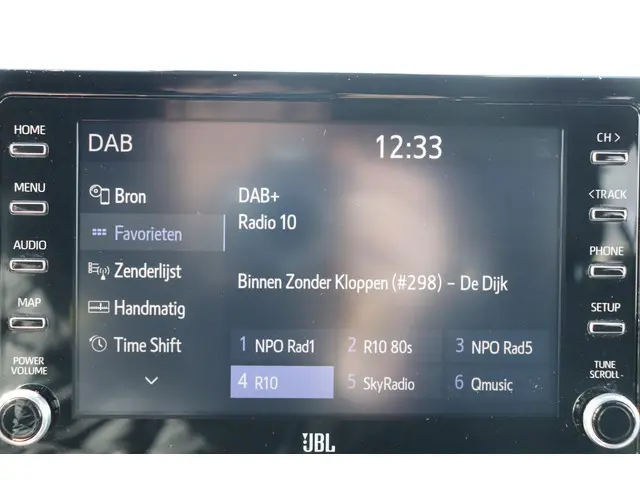 HOME
MENU
AUDIO
MAP
POWER
VOLUME
DAB
12:33
Bron
Favorieten
Zenderlijst
Handmatig
Time Shift
DAB+
Radio 10
Binnen Zonder Kloppen (#298) – De Dijk
1 NPO Rad1
2 R10 80s
3 NPO Rad5
4 R10
5 SkyRadio
6 Qmusic
CH >
< TRACK
PHONE
SETUP
TUNE
SCROLL
JBL